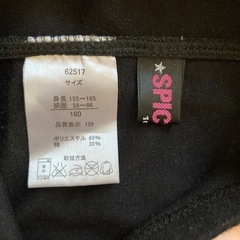 62517
サイズ
身長 155~165
胴囲 58~66
160
品質表示 129
ポリエステル 65%
綿 35%
取扱方法
SPIC